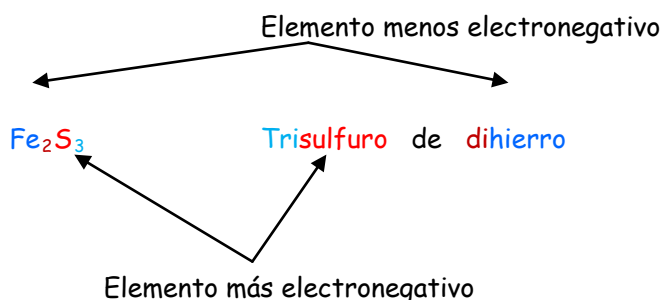 Elemento menos electronegativo
Fe₂S₃ Trisulfuro de dihierro
Elemento más electronegativo